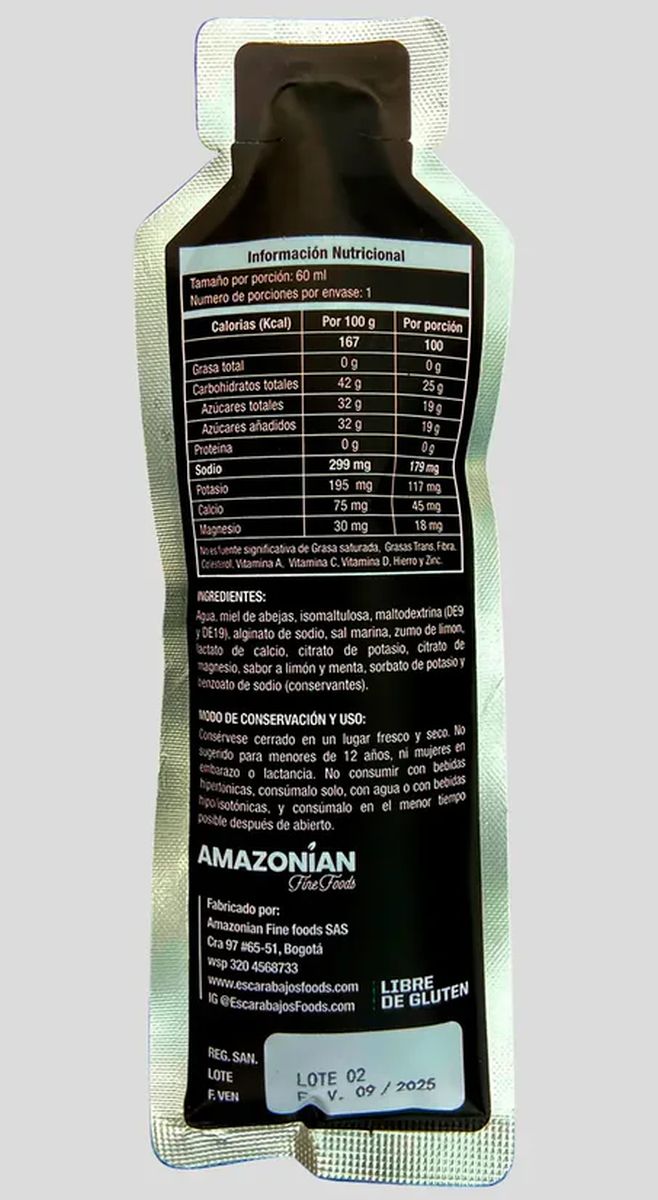 Información Nutricional
Tamaño por porción: 60 ml
Numero de porciones por envase: 1
Calorías (Kcal) Por 100 g Por porción
167 100
Grasa total 0 g 0 g
Carbohidratos totales 42 g 25 g
Azúcares totales 32 g 19 g
Azúcares añadidos 32 g 19 g
Proteína 0 g 0 g
Sodio 299 mg 179 mg
Potasio 195 mg 117 mg
Calcio 75 mg 45 mg
Magnesio 30 mg 18 mg
No es fuente significativa de Grasa saturada, Grasas Trans, Fibra,
Colesterol, Vitamina A, Vitamina C, Vitamina D, Hierro y Zinc.
INGREDIENTES:
Agua, miel de abejas, isomaltulosa, maltodextrina (DE9
y DE19), alginato de sodio, sal marina, zumo de limón,
lactato de calcio, citrato de potasio, citrato de
magnesio, sabor a limón y menta, sorbato de potasio y
benzoato de sodio (conservantes).
MODO DE CONSERVACIÓN Y USO:
Consérvese cerrado en un lugar fresco y seco. No
sugerido para menores de 12 años, ni mujeres en
embarazo o lactancia. No consumir con bebidas
hipertónicas, consúmalo solo, con agua o con bebidas
hipo/isotónicas, y consúmalo en el menor tiempo
posible después de abierto.
AMAZONÍAN
Fine Foods
Fabricado por:
Amazonian Fine foods SAS
Cra 97 #65-51, Bogotá
wsp 320 4568733
www.escarabajosfoods.com
IG @EscarabajosFoods.com
LIBRE
DE GLUTEN
REG. SAN.
LOTE
F. VEN
LOTE 02
F. V. 09 / 2025